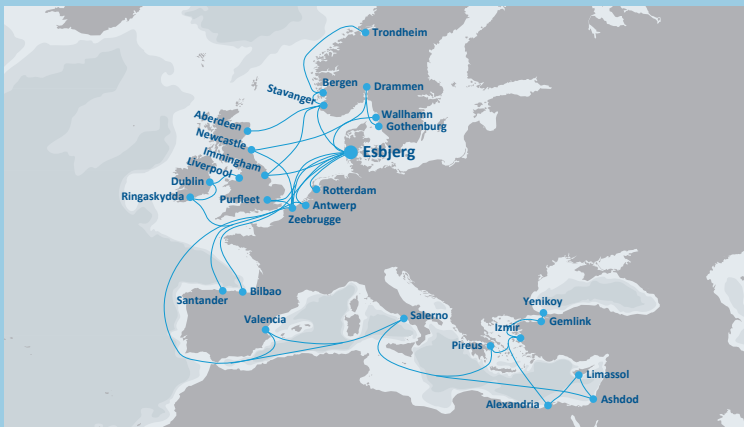 Trondheim
Bergen
Drammen
Stavanger
Aberdeen
Wallhamn
Gothenburg
Newcastle
Immingham
Esbjerg
Liverpool
Dublin
Rotterdam
Ringaskydda
Purfleet
Antwerp
Zeebrugge
Santander
Bilbao
Valencia
Salerno
Yenikoy
Gemlink
Izmir
Pireus
Limassol
Ashdod
Alexandria